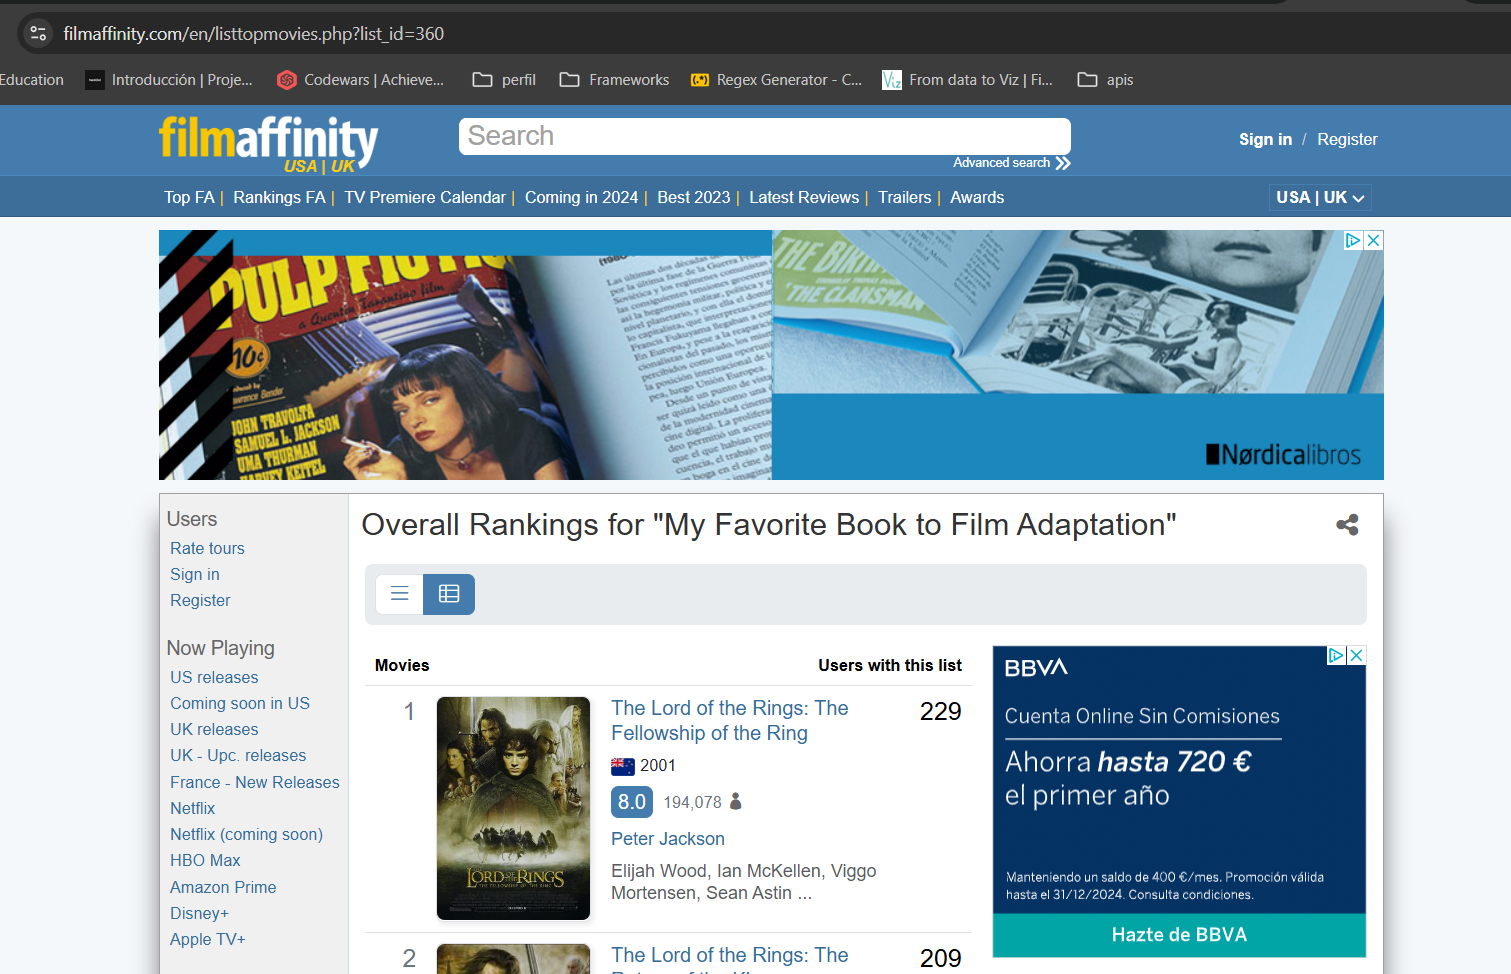 filmaffinity.com/en/listtopmovies.php?list_id=360
Education
Introducción | Proje...
Codewars | Achieve...
perfil
Frameworks
Regex Generator - C...
From data to Viz | Fi...
apis
filmaffinity
USA | UK
Search
Advanced search
Sign in / Register
Top FA | Rankings FA | TV Premiere Calendar | Coming in 2024 | Best 2023 | Latest Reviews | Trailers | Awards
USA | UK
PULP FICTION
a Quentin Tarantino film
10¢
JOHN TRAVOLTA
SAMUEL L. JACKSON
UMA THURMAN
HARVEY KEITEL
THE BIRTH
'THE CLANSMAN'
Nørdicalibros
Users
Rate tours
Sign in
Register
Now Playing
US releases
Coming soon in US
UK releases
UK - Upc. releases
France - New Releases
Netflix
Netflix (coming soon)
HBO Max
Amazon Prime
Disney+
Apple TV+
Overall Rankings for "My Favorite Book to Film Adaptation"
Movies
Users with this list
1
The Lord of the Rings: The
Fellowship of the Ring
229
2001
8.0 194,078
Peter Jackson
Elijah Wood, Ian McKellen, Viggo
Mortensen, Sean Astin ...
LORD OF THE RINGS
THE FELLOWSHIP OF THE RING
2
The Lord of the Rings: The
209
BBVA
Cuenta Online Sin Comisiones
Ahorra hasta 720 €
el primer año
Manteniendo un saldo de 400 €/mes. Promoción válida
hasta el 31/12/2024. Consulta condiciones.
Hazte de BBVA